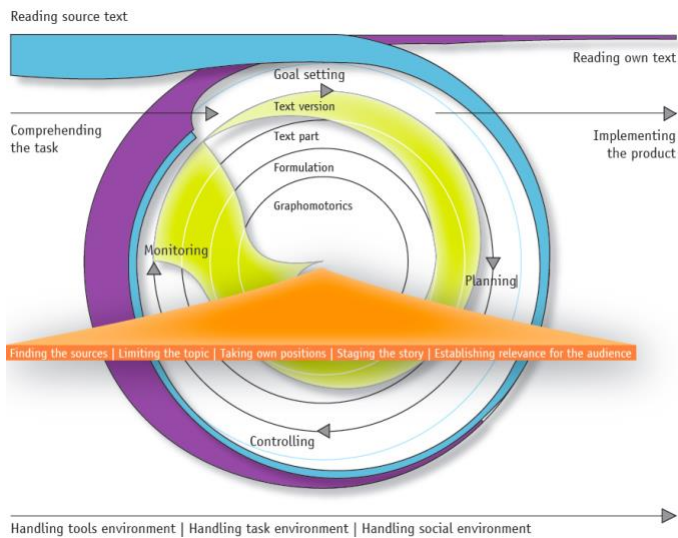 Reading source text
Reading own text
Goal setting
Text version
Comprehending
the task
Implementing
the product
Text part
Formulation
Graphomotorics
Monitoring
Planning
Finding the sources | Limiting the topic | Taking own positions | Staging the story | Establishing relevance for the audience
Controlling
Handling tools environment | Handling task environment | Handling social environment